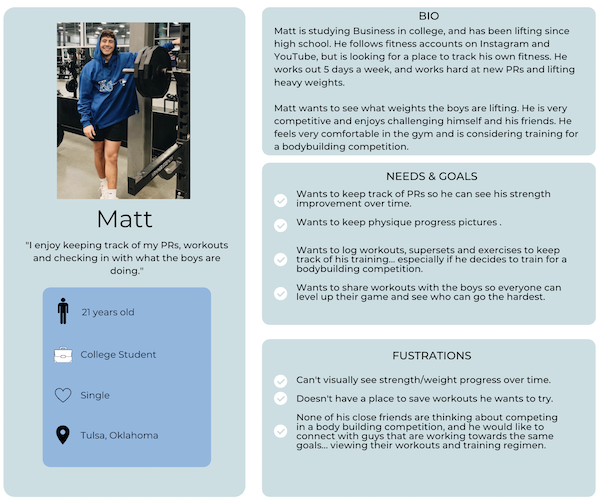 Matt
"I enjoy keeping track of my PRs, workouts
and checking in with what the boys are
doing."
21 years old
College Student
Single
Tulsa, Oklahoma
BIO
Matt is studying Business in college, and has been lifting since
high school. He follows fitness accounts on Instagram and
YouTube, but is looking for a place to track his own fitness. He
works out 5 days a week, and works hard at new PRs and lifting
heavy weights.
Matt wants to see what weights the boys are lifting. He is very
competitive and enjoys challenging himself and his friends. He
feels very comfortable in the gym and is considering training for
a bodybuilding competition.
NEEDS & GOALS
Wants to keep track of PRs so he can see his strength
improvement over time.
Wants to keep physique progress pictures .
Wants to log workouts, supersets and exercises to keep
track of his training... especially if he decides to train for a
bodybuilding competition.
Wants to share workouts with the boys so everyone can
level up their game and see who can go the hardest.
FUSTRATIONS
Can't visually see strength/weight progress over time.
Doesn't have a place to save workouts he wants to try.
None of his close friends are thinking about competing
in a body building competition, and he would like to
connect with guys that are working towards the same
goals... viewing their workouts and training regimen.